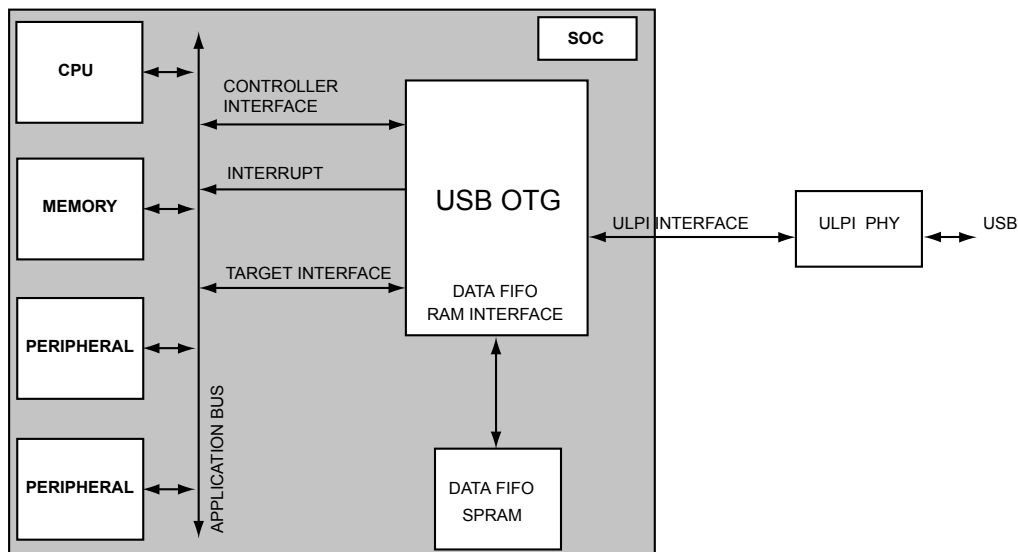 SOC
CPU
CONTROLLER
INTERFACE
MEMORY
INTERRUPT
USB OTG
ULPI INTERFACE
ULPI PHY
USB
TARGET INTERFACE
DATA FIFO
RAM INTERFACE
PERIPHERAL
APPLICATION BUS
PERIPHERAL
DATA FIFO
SPRAM